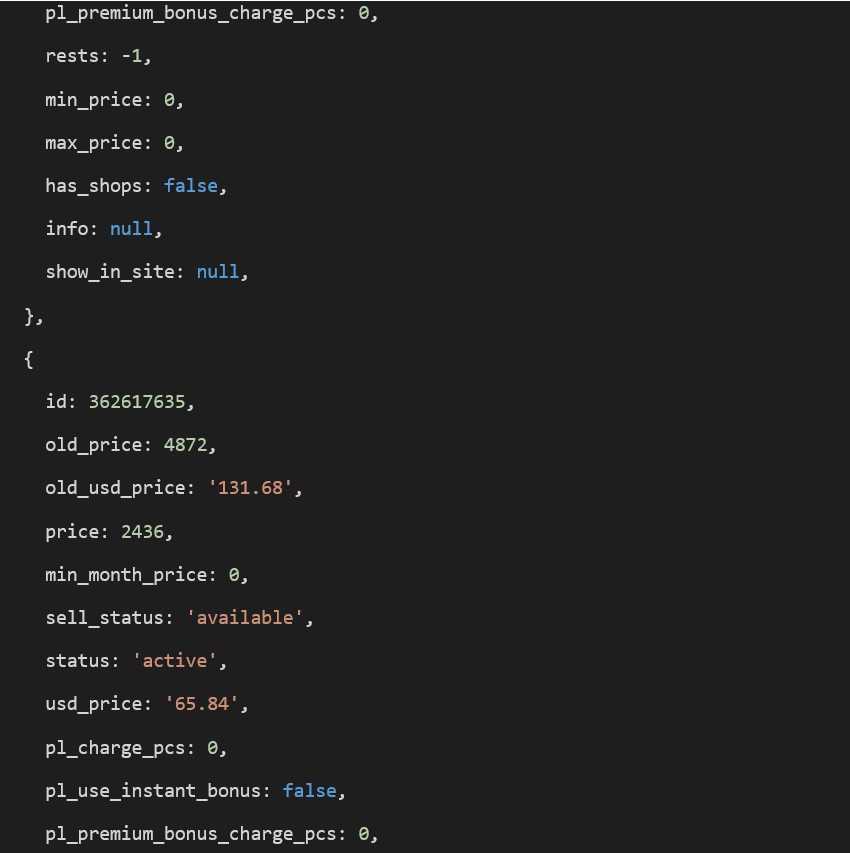 pl_premium_bonus_charge_pcs: 0,
rests: -1,
min_price: 0,
max_price: 0,
has_shops: false,
info: null,
show_in_site: null,
},
{
id: 362617635,
old_price: 4872,
old_usd_price: '131.68',
price: 2436,
min_month_price: 0,
sell_status: 'available',
status: 'active',
usd_price: '65.84',
pl_charge_pcs: 0,
pl_use_instant_bonus: false,
pl_premium_bonus_charge_pcs: 0,